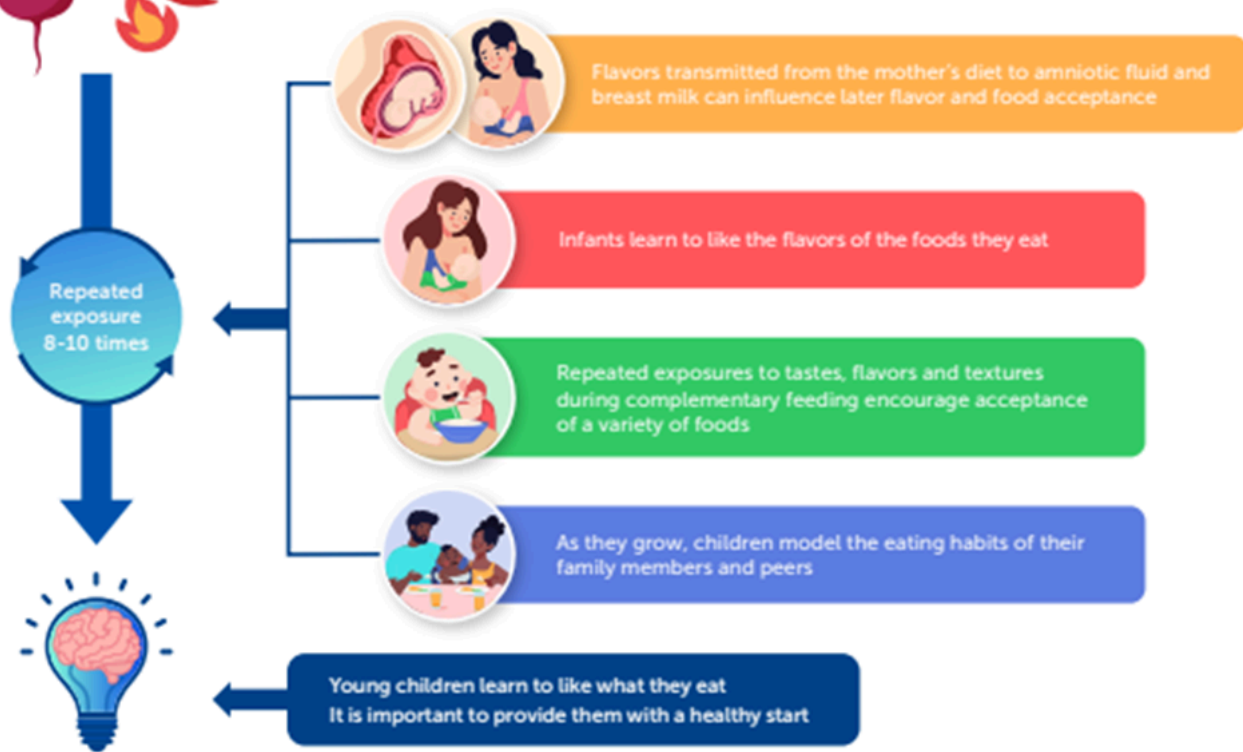 Flavors transmitted from the mother's diet to amniotic fluid and
breast milk can influence later flavor and food acceptance
Infants learn to like the flavors of the foods they eat
Repeated
exposure
8-10 times
Repeated exposures to tastes, flavors and textures
during complementary feeding encourage acceptance
of a variety of foods
As they grow, children model the eating habits of their
family members and peers
Young children learn to like what they eat
It is important to provide them with a healthy start